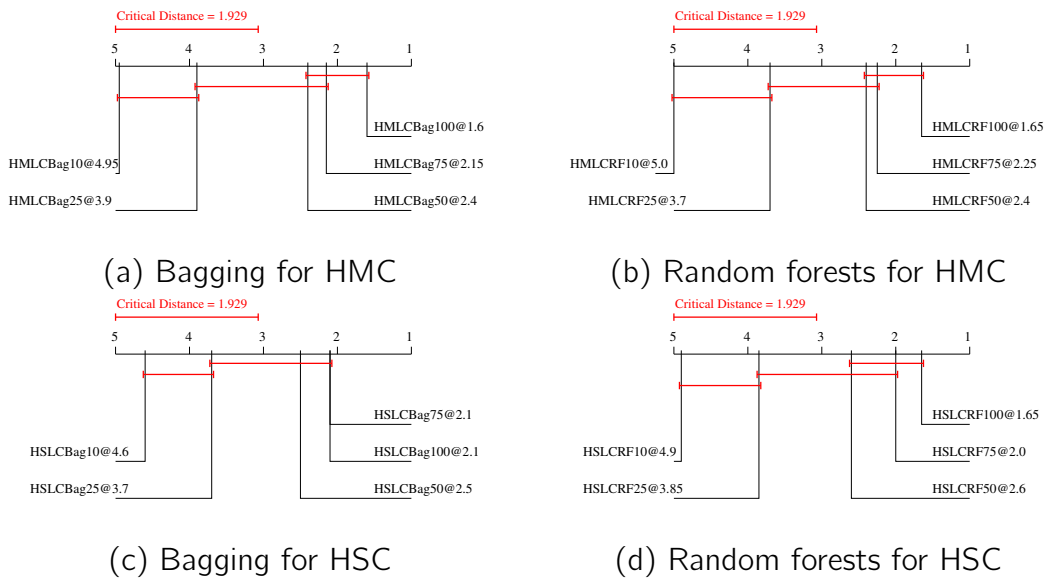 Critical Distance = 1.929
5 4 3 2 1
HMLCBag100@1.6
HMLCBag10@4.95
HMLCBag75@2.15
HMLCBag25@3.9
HMLCBag50@2.4
(a) Bagging for HMC
Critical Distance = 1.929
5 4 3 2 1
HMLCRF100@1.65
HMLCRF10@5.0
HMLCRF75@2.25
HMLCRF25@3.7
HMLCRF50@2.4
(b) Random forests for HMC
Critical Distance = 1.929
5 4 3 2 1
HSLCBag75@2.1
HSLCBag10@4.6
HSLCBag100@2.1
HSLCBag25@3.7
HSLCBag50@2.5
(c) Bagging for HSC
Critical Distance = 1.929
5 4 3 2 1
HSLCRF100@1.65
HSLCRF10@4.9
HSLCRF75@2.0
HSLCRF25@3.85
HSLCRF50@2.6
(d) Random forests for HSC